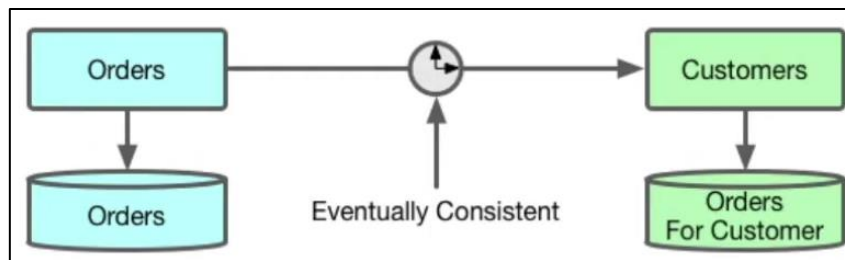 Orders
Customers
Orders
Eventually Consistent
Orders
For Customer